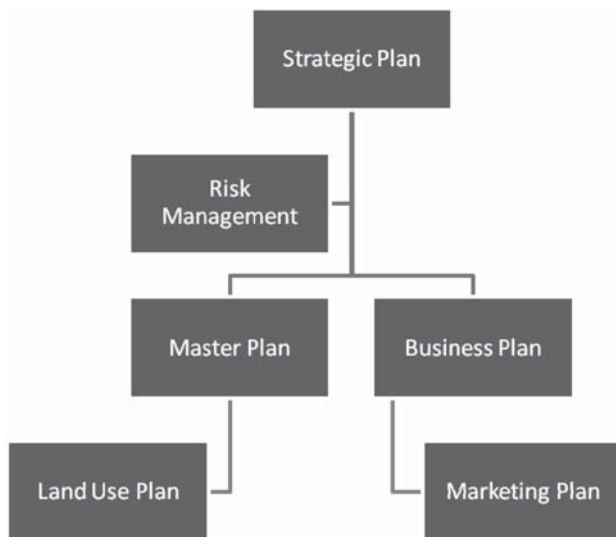 Strategic Plan
Risk
Management
Master Plan
Business Plan
Land Use Plan
Marketing Plan